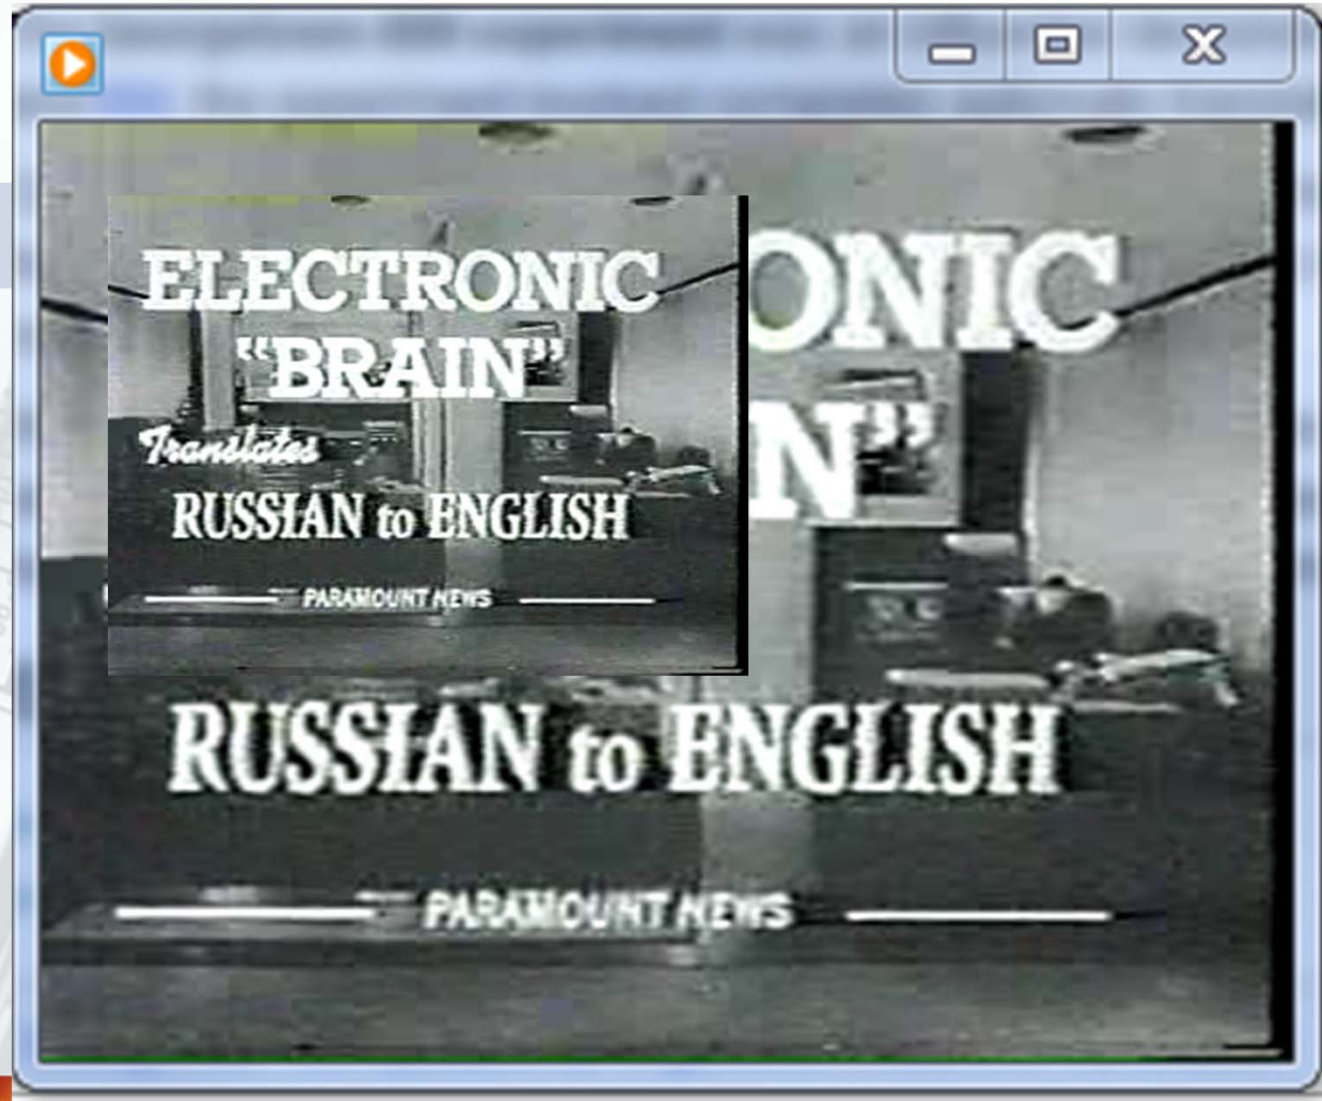 ELECTRONIC
“BRAIN”
Translates
RUSSIAN to ENGLISH
PARAMOUNT NEWS
ONIC
N”
RUSSIAN to ENGLISH
PARAMOUNT NEWS